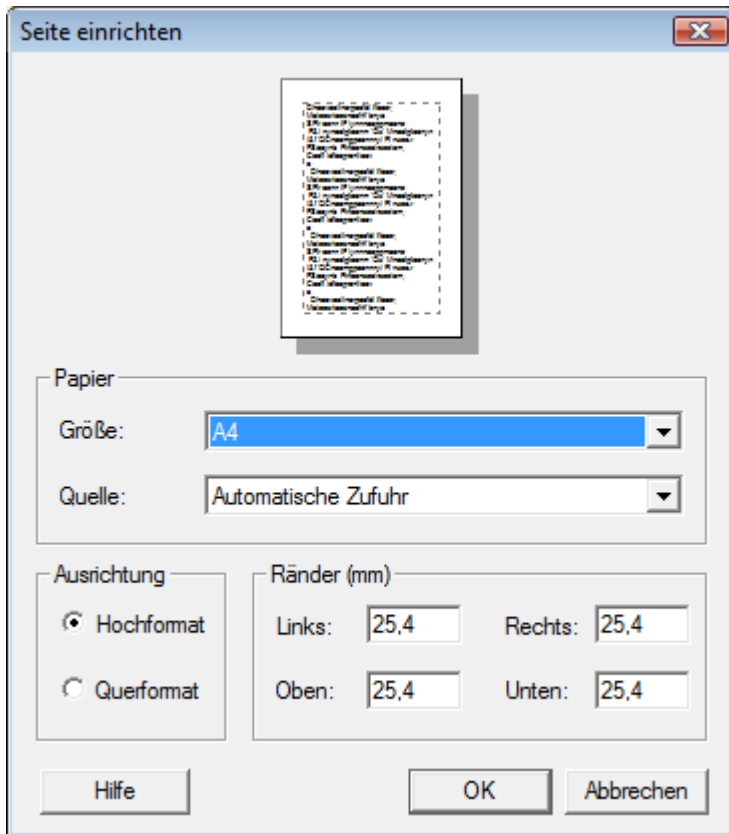 Seite einrichten
Papier
Größe:
A4
Quelle:
Automatische Zufuhr
Ausrichtung
Hochformat
Querformat
Ränder (mm)
Links: 25,4 Rechts: 25,4
Oben: 25,4 Unten: 25,4
Hilfe OK Abbrechen